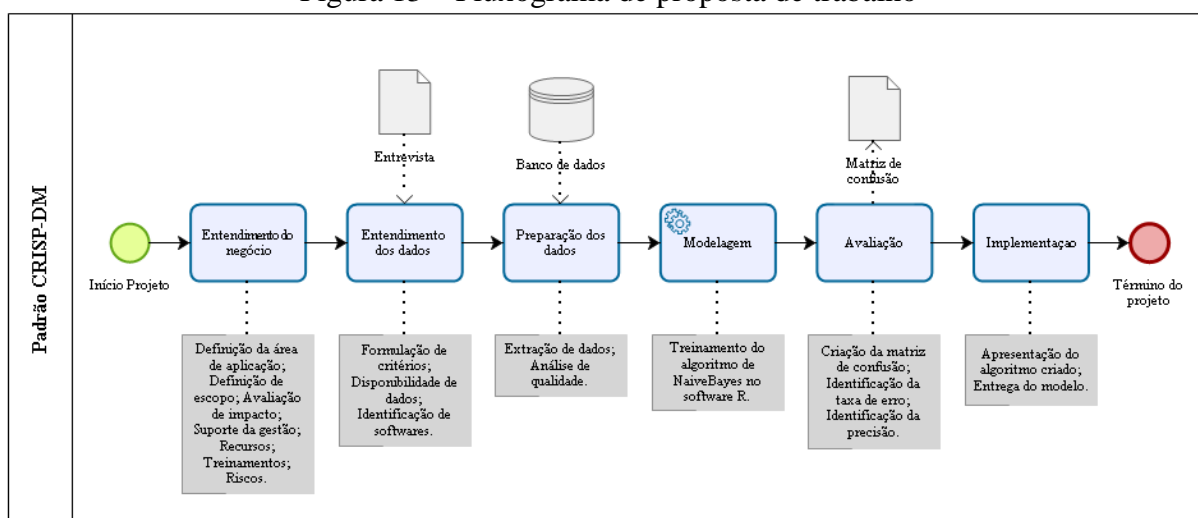 Figura 13 – Fluxograma de proposta de trabalho
Padrão CRISP-DM
Entrevista
Banco de dados
Matriz de
confusão
Início Projeto
Entendimento do
negócio
Entendimento
dos dados
Preparação dos
dados
Modelagem
Avaliação
Implementaçao
Término do
projeto
Definição da área
de aplicação;
Definição de
escopo; Avaliação
de impacto;
Suporte da gestão;
Recursos;
Treinamentos;
Riscos.
Formulação de
critérios;
Disponibilidade de
dados;
Identificação de
softwares.
Extração de dados;
Análise de
qualidade.
Treinamento do
algoritmo de
NaiveBayes no
software R.
Criação da matriz
de confusão;
Identificação da
taxa de erro;
Identificação da
precisão.
Apresentação do
algoritmo criado;
Entrega do modelo.